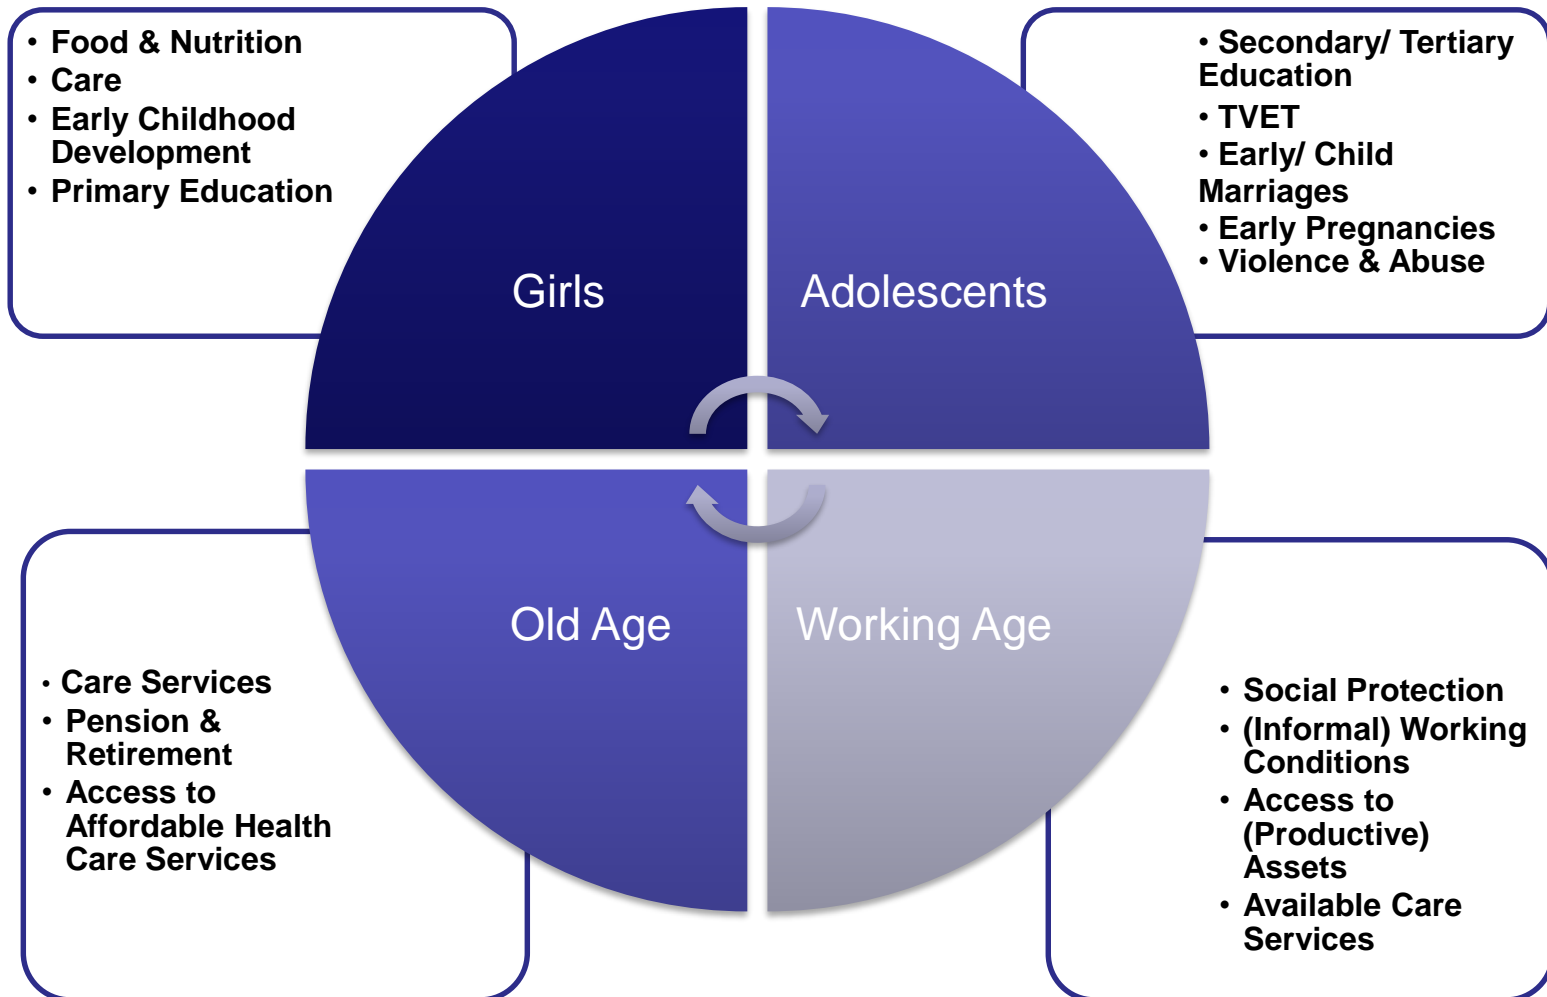 • Food & Nutrition
• Care
• Early Childhood
Development
• Primary Education
Girls
Adolescents
• Secondary/ Tertiary
Education
• TVET
• Early/ Child
Marriages
• Early Pregnancies
• Violence & Abuse
Old Age
Working Age
• Care Services
• Pension &
Retirement
• Access to
Affordable Health
Care Services
• Social Protection
• (Informal) Working
Conditions
• Access to
(Productive)
Assets
• Available Care
Services